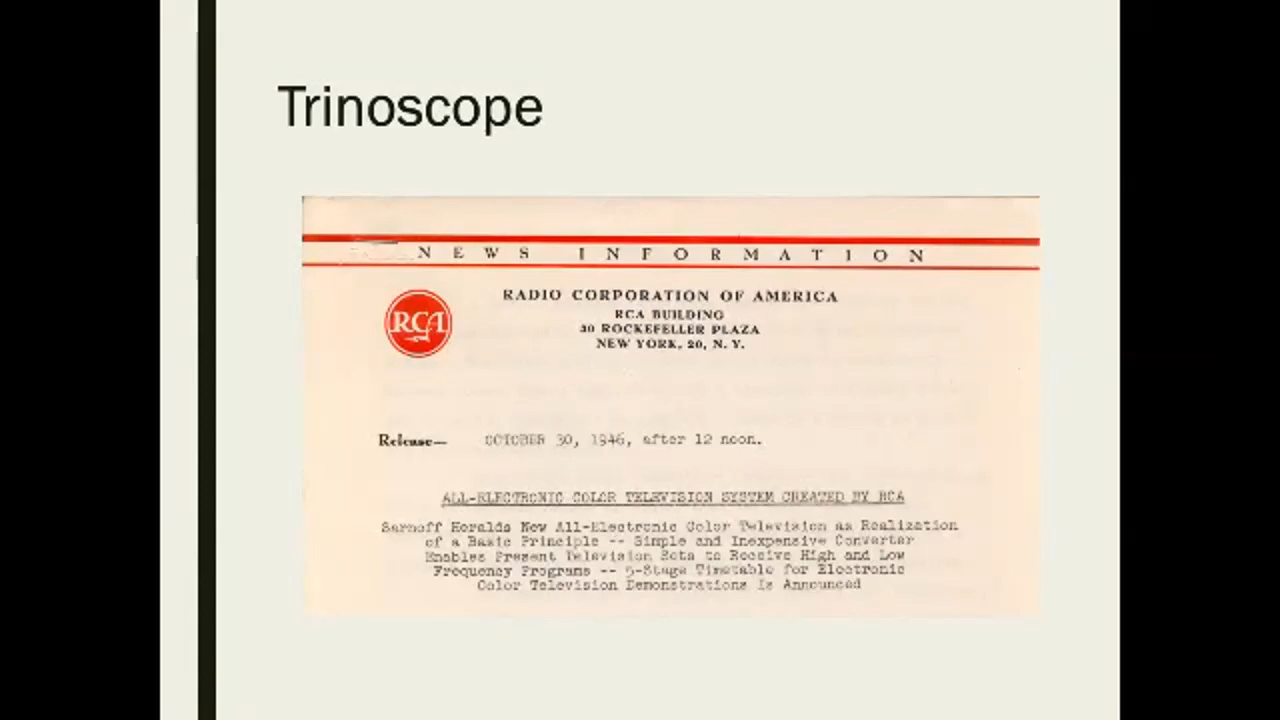 Trinoscope
NEWS INFORMATION
RCA
RADIO CORPORATION OF AMERICA
RCA BUILDING
30 ROCKEFELLER PLAZA
NEW YORK, 20, N. Y.
Release— OCTOBER 30, 1946, after 12 noon.
ALL-ELECTRONIC COLOR TELEVISION SYSTEM CREATED BY RCA
Sarnoff Heralds New All-Electronic Color Television as Realization
of a Basic Principle -- Simple and Inexpensive Converter
Enables Present Television Sets to Receive High and Low
Frequency Programs -- 5-Stage Timetable for Electronic
Color Television Demonstrations Is Announced